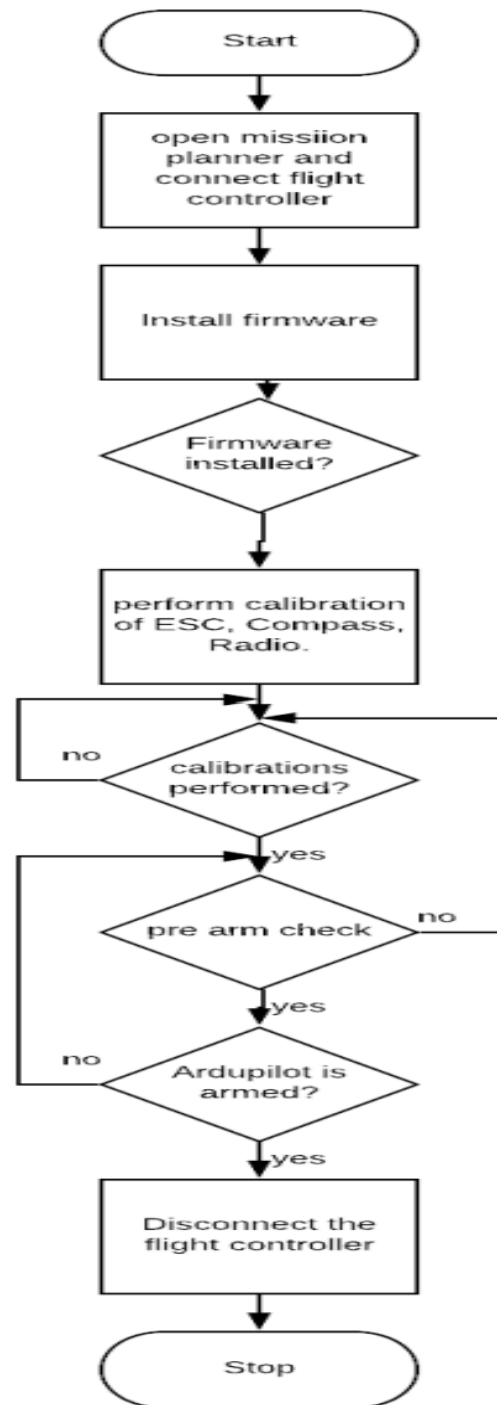 Start
open missiion
planner and
connect flight
controller
Install firmware
Firmware
installed?
perform calibration
of ESC, Compass,
Radio.
no
calibrations
performed?
yes
pre arm check
no
yes
no
Ardupilot is
armed?
yes
Disconnect the
flight controller
Stop